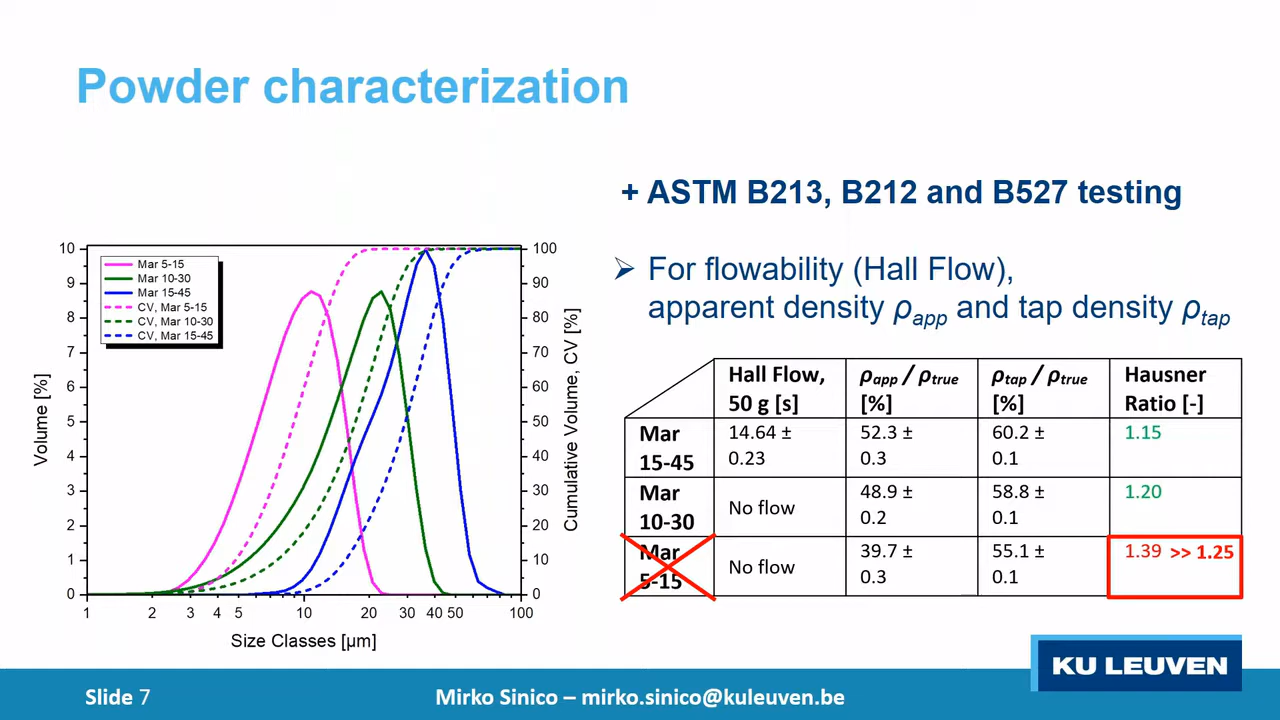 Powder characterization
+ ASTM B213, B212 and B527 testing
➢ For flowability (Hall Flow),
apparent density ρapp and tap density ρtap
Mar 5-15
Mar 10-30
Mar 15-45
CV, Mar 5-15
CV, Mar 10-30
CV, Mar 15-45
Volume [%]
10
9
8
7
6
5
4
3
2
1
0
100
90
80
70
60
50
40
30
20
10
0
Cumulative Volume, CV [%]
1 2 3 4 5 10 20 30 40 50 100
Size Classes [µm]
Hall Flow, 50 g [s]
ρapp / ρtrue [%]
ρtap / ρtrue [%]
Hausner Ratio [-]
Mar 15-45
14.64 ± 0.23
52.3 ± 0.3
60.2 ± 0.1
1.15
Mar 10-30
No flow
48.9 ± 0.2
58.8 ± 0.1
1.20
Mar 5-15
No flow
39.7 ± 0.3
55.1 ± 0.1
1.39 >> 1.25
KU LEUVEN
Slide 7
Mirko Sinico – mirko.sinico@kuleuven.be